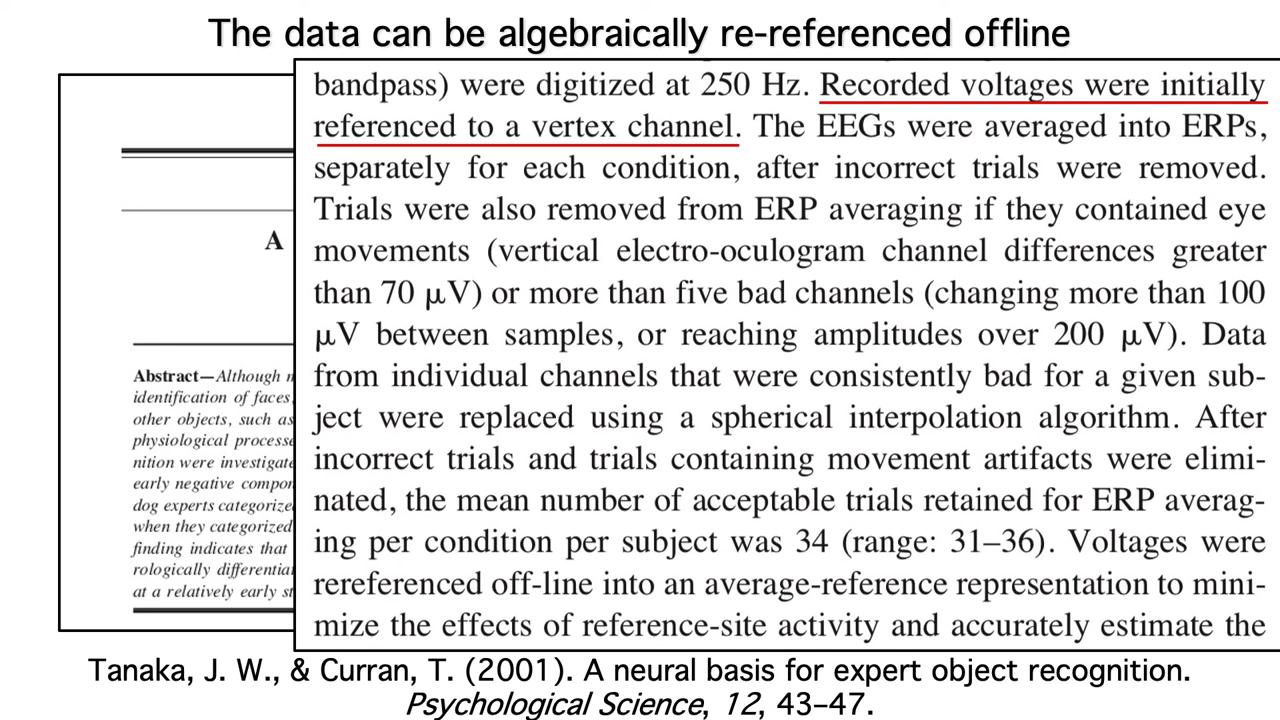 The data can be algebraically re-referenced offline
bandpass) were digitized at 250 Hz. Recorded voltages were initially
referenced to a vertex channel. The EEGs were averaged into ERPs,
separately for each condition, after incorrect trials were removed.
Trials were also removed from ERP averaging if they contained eye
movements (vertical electro-oculogram channel differences greater
than 70 μV) or more than five bad channels (changing more than 100
μV between samples, or reaching amplitudes over 200 μV). Data
from individual channels that were consistently bad for a given sub-
ject were replaced using a spherical interpolation algorithm. After
incorrect trials and trials containing movement artifacts were elimi-
nated, the mean number of acceptable trials retained for ERP averag-
ing per condition per subject was 34 (range: 31–36). Voltages were
rereferenced off-line into an average-reference representation to mini-
mize the effects of reference-site activity and accurately estimate the
A
Abstract—Although
identification of faces
other objects, such as
physiological
nition were
early negative
dog experts
when they categorized
finding indicates that
at a relatively early
Tanaka, J. W., & Curran, T. (2001). A neural basis for expert object recognition.
Psychological Science, 12, 43–47.